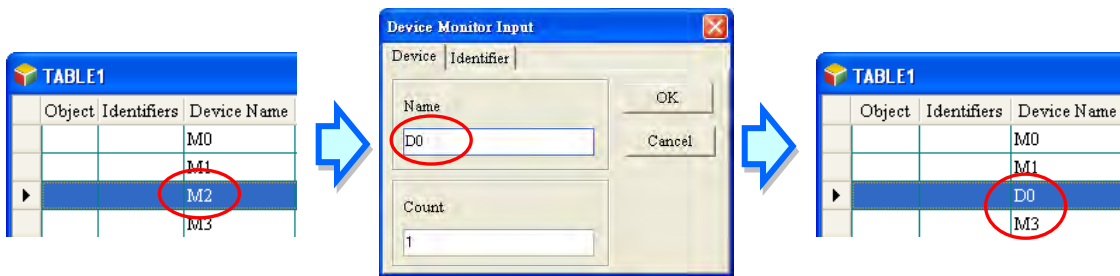 TABLE1
Object Identifiers Device Name
M0
M1
M2
M3
Device Monitor Input
Device Identifier
Name
D0
OK
Cancel
Count
1
TABLE1
Object Identifiers Device Name
M0
M1
D0
M3